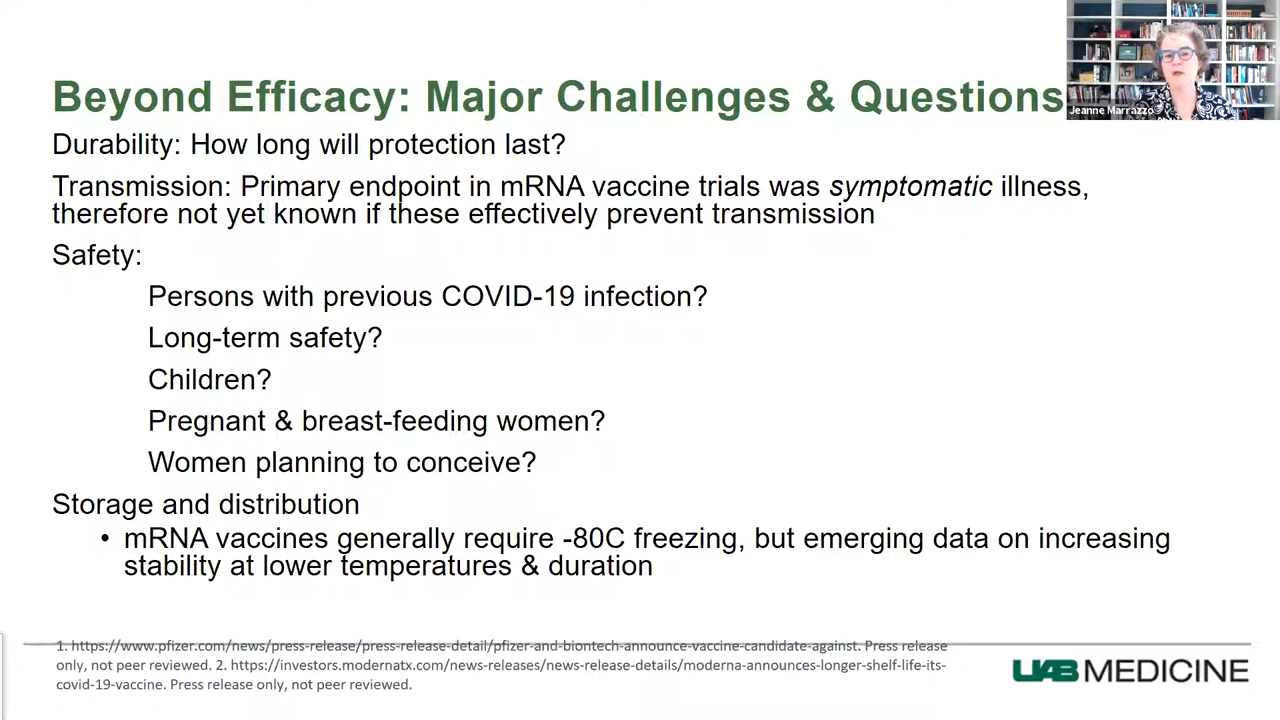 Beyond Efficacy: Major Challenges & Questions
Jeanne Marrazzo
Durability: How long will protection last?
Transmission: Primary endpoint in mRNA vaccine trials was symptomatic illness,
therefore not yet known if these effectively prevent transmission
Safety:
Persons with previous COVID-19 infection?
Long-term safety?
Children?
Pregnant & breast-feeding women?
Women planning to conceive?
Storage and distribution
• mRNA vaccines generally require -80C freezing, but emerging data on increasing
stability at lower temperatures & duration
1. https://www.pfizer.com/news/press-release/press-release-detail/pfizer-and-biontech-announce-vaccine-candidate-against. Press release
only, not peer reviewed. 2. https://investors.modernatx.com/news-releases/news-release-details/moderna-announces-longer-shelf-life-its-
covid-19-vaccine. Press release only, not peer reviewed.
UAB MEDICINE